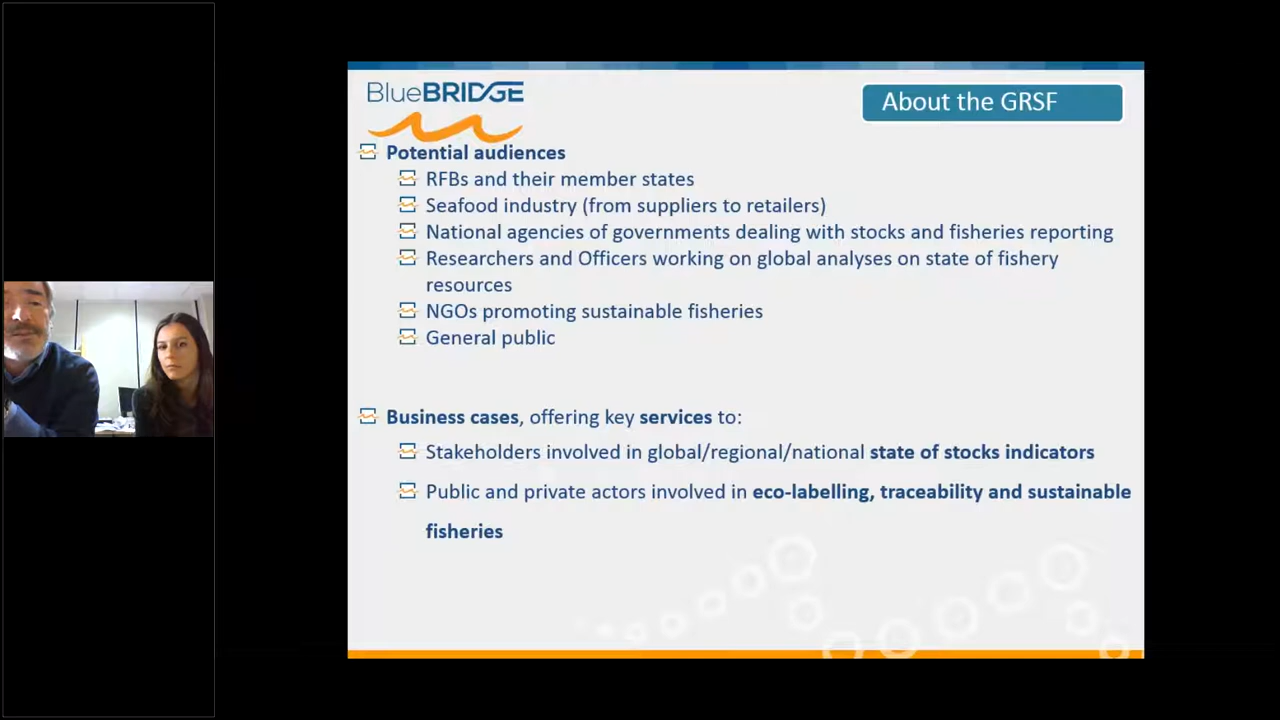 BlueBRIDGE
About the GRSF
Potential audiences
RFBs and their member states
Seafood industry (from suppliers to retailers)
National agencies of governments dealing with stocks and fisheries reporting
Researchers and Officers working on global analyses on state of fishery
resources
NGOs promoting sustainable fisheries
General public
Business cases, offering key services to:
Stakeholders involved in global/regional/national state of stocks indicators
Public and private actors involved in eco-labelling, traceability and sustainable
fisheries